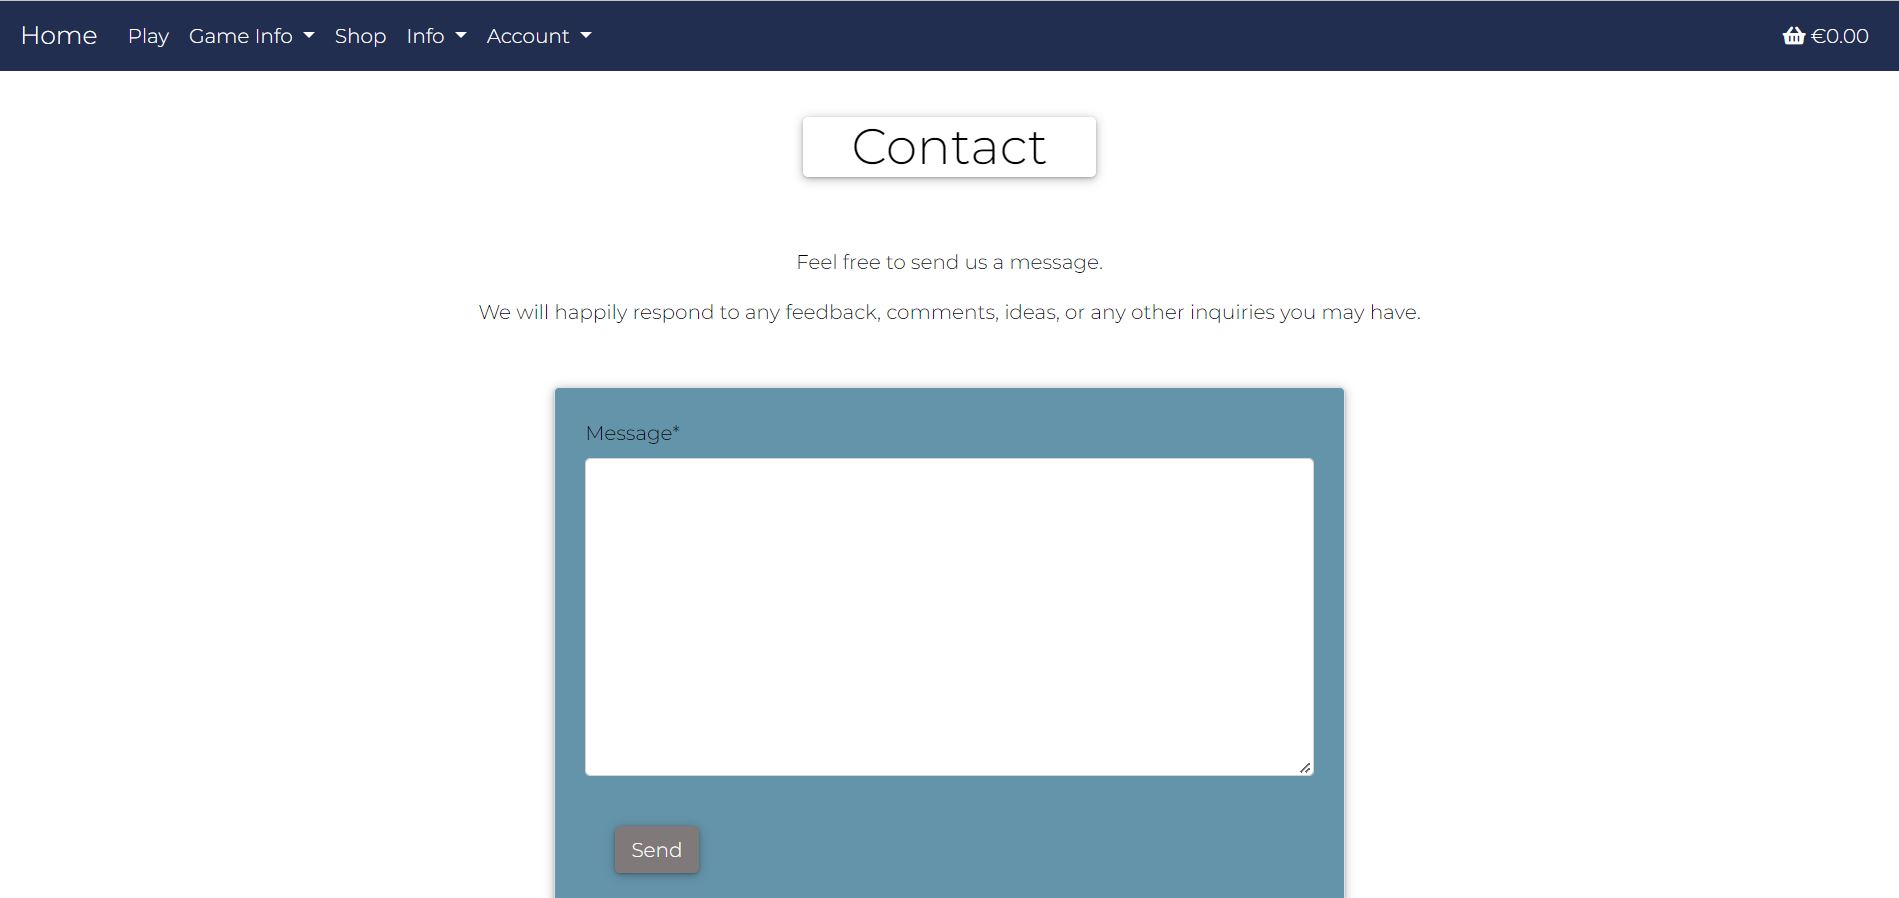 Home Play Game Info Shop Info Account €0.00
Contact
Feel free to send us a message.
We will happily respond to any feedback, comments, ideas, or any other inquiries you may have.
Message*
Send